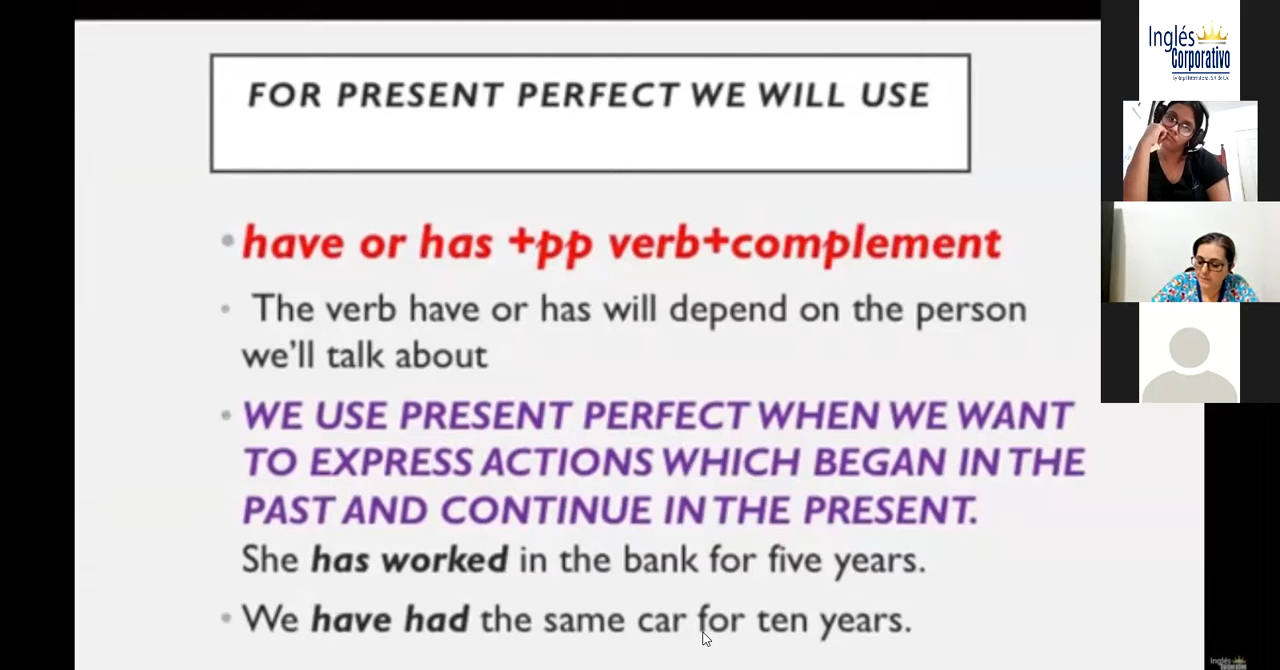 FOR PRESENT PERFECT WE WILL USE
have or has +pp verb+complement
The verb have or has will depend on the person
we'll talk about
WE USE PRESENT PERFECT WHEN WE WANT
TO EXPRESS ACTIONS WHICH BEGAN IN THE
PAST AND CONTINUE IN THE PRESENT.
She has worked in the bank for five years.
We have had the same car for ten years.
Inglés
Corporativo
Inglés
Corporativo